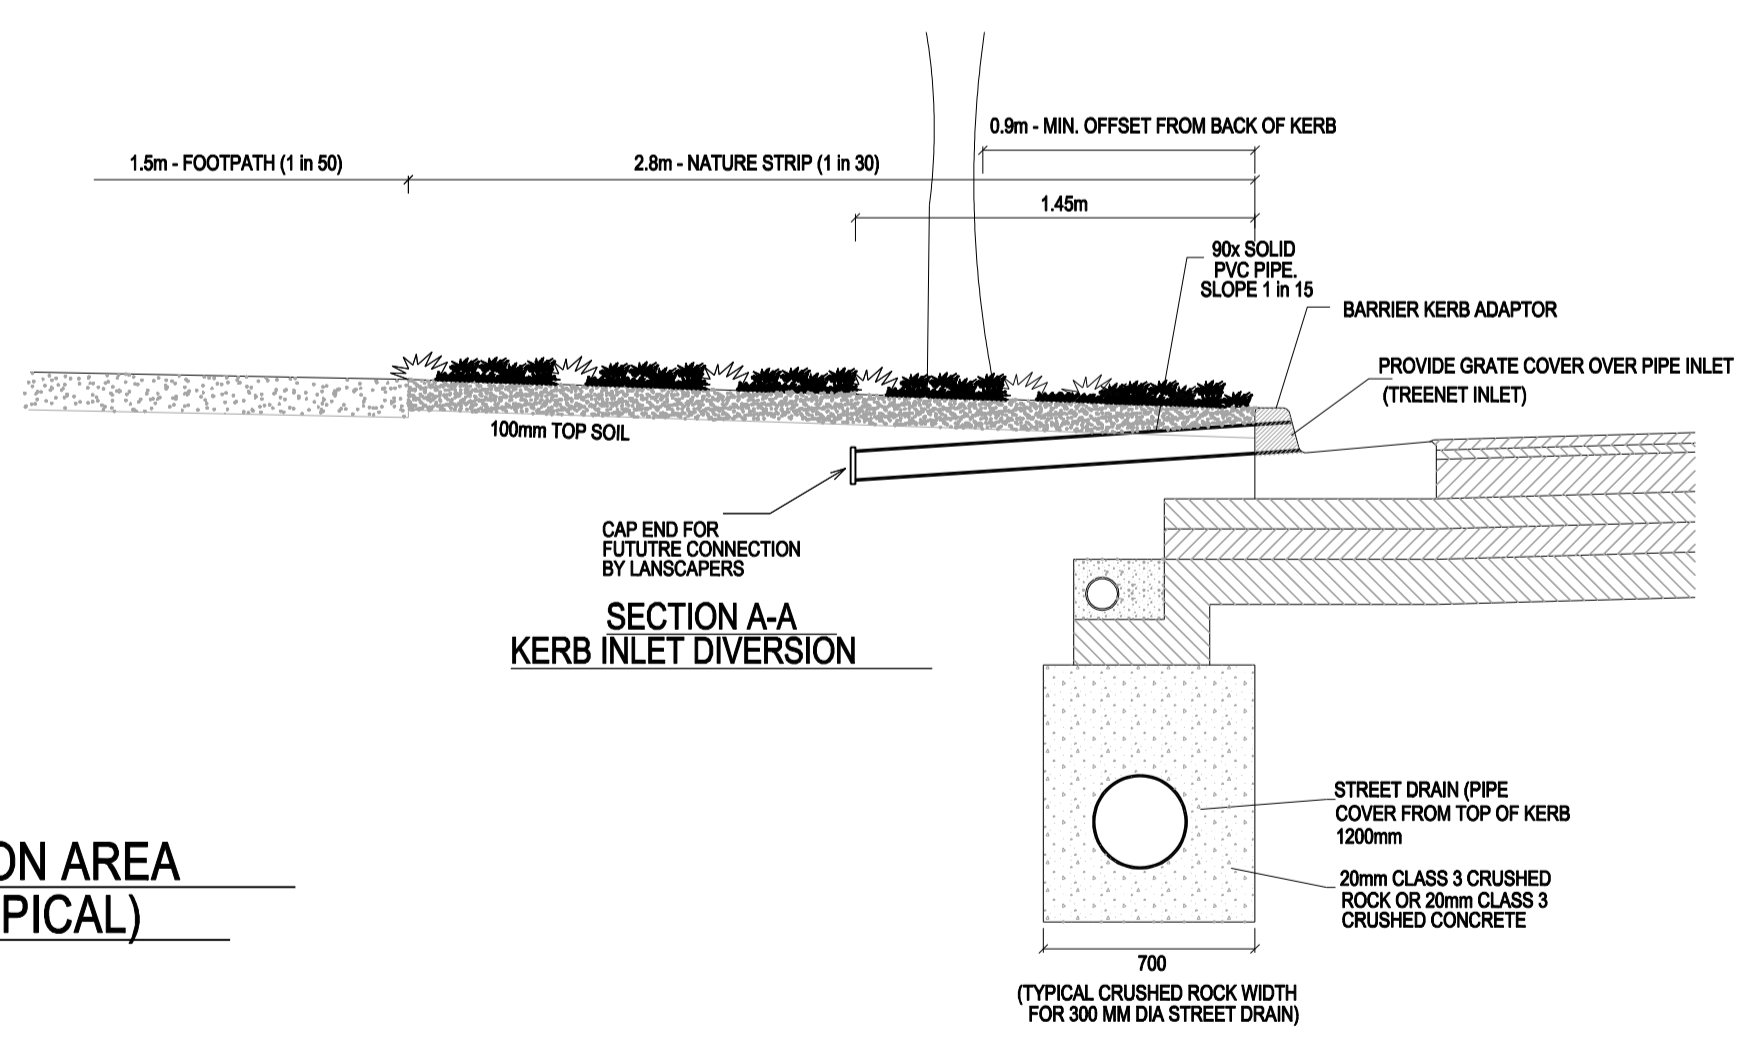 0.9m - MIN. OFFSET FROM BACK OF KERB
1.5m - FOOTPATH (1 in 50)
2.8m - NATURE STRIP (1 in 30)
1.45m
90x SOLID
PVC PIPE.
SLOPE 1 in 15
BARRIER KERB ADAPTOR
PROVIDE GRATE COVER OVER PIPE INLET
(TREENET INLET)
100mm TOP SOIL
CAP END FOR
FUTUTRE CONNECTION
BY LANSCAPERS
SECTION A-A
KERB INLET DIVERSION
STREET DRAIN (PIPE
COVER FROM TOP OF KERB
1200mm
20mm CLASS 3 CRUSHED
ROCK OR 20mm CLASS 3
CRUSHED CONCRETE
ON AREA
PICAL)
700
(TYPICAL CRUSHED ROCK WIDTH
FOR 300 MM DIA STREET DRAIN)